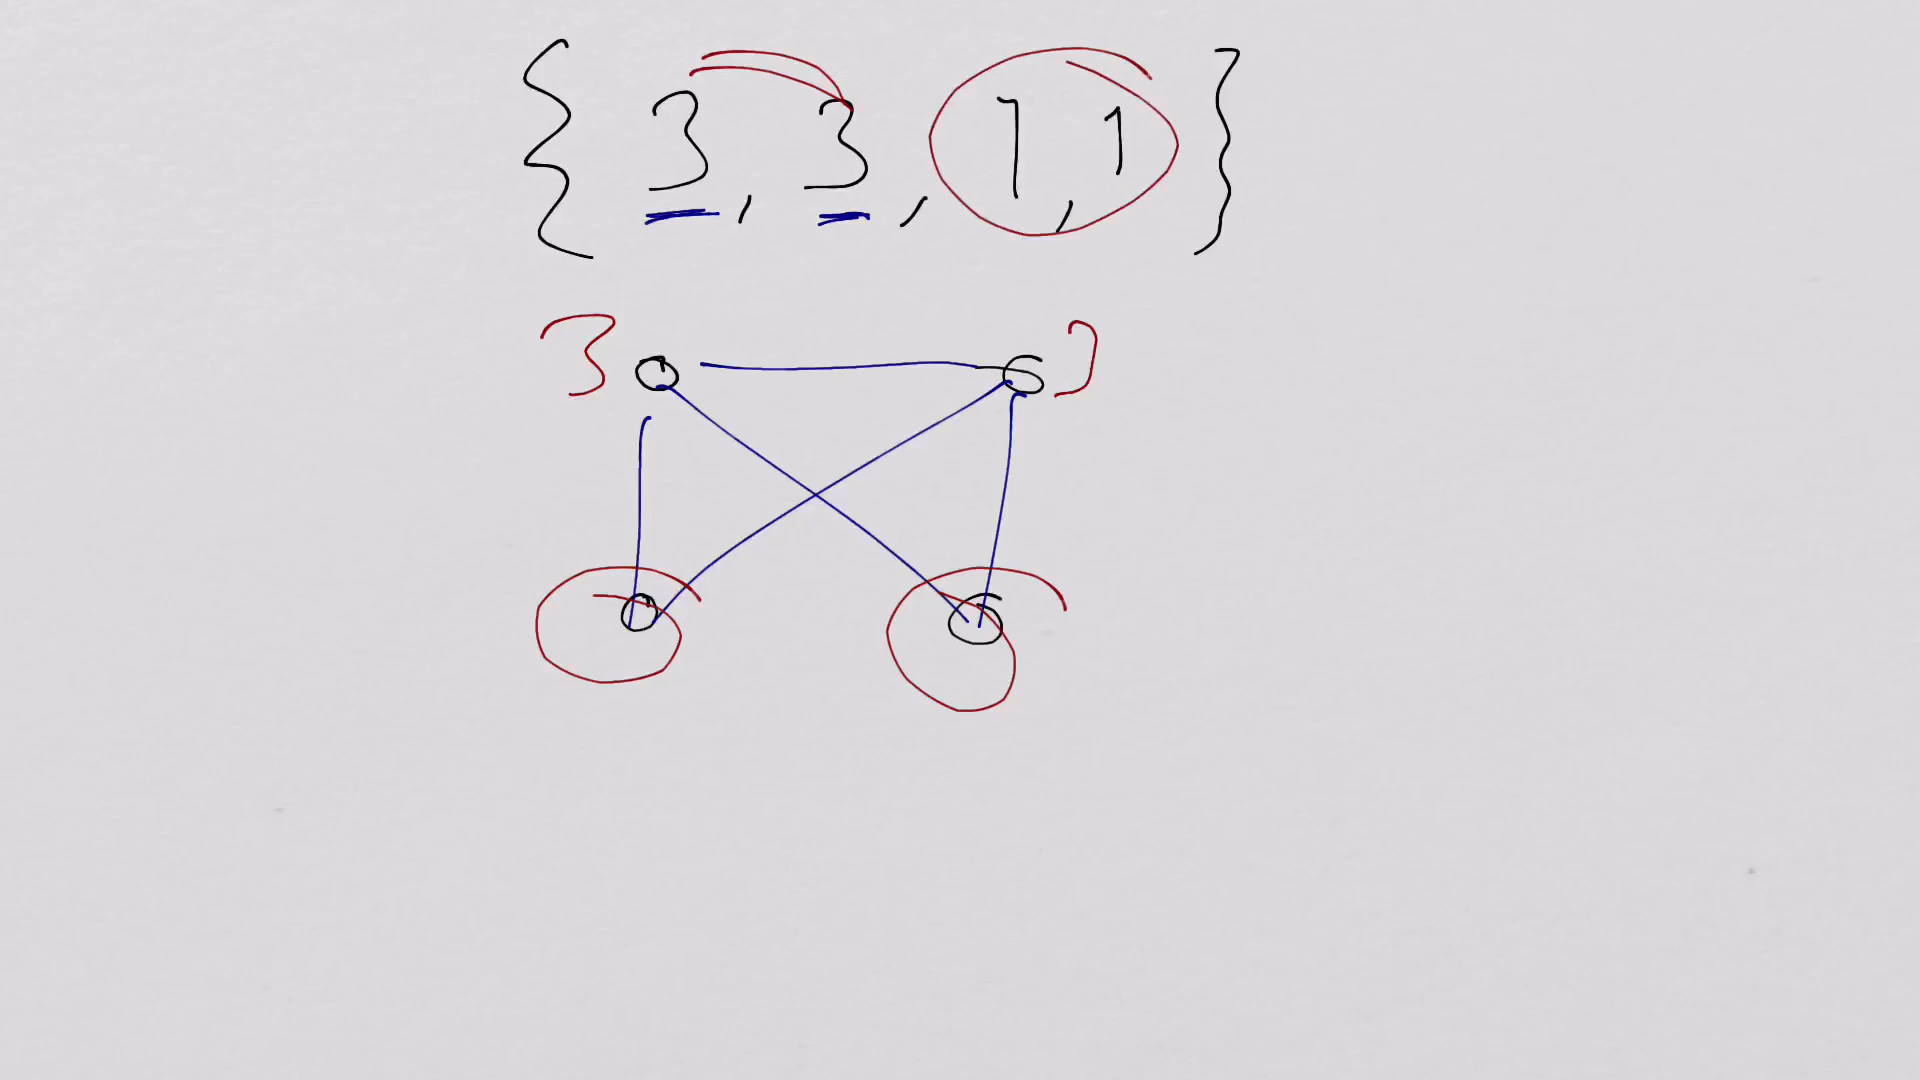 { 3, 3, 1, 1 }
3 3